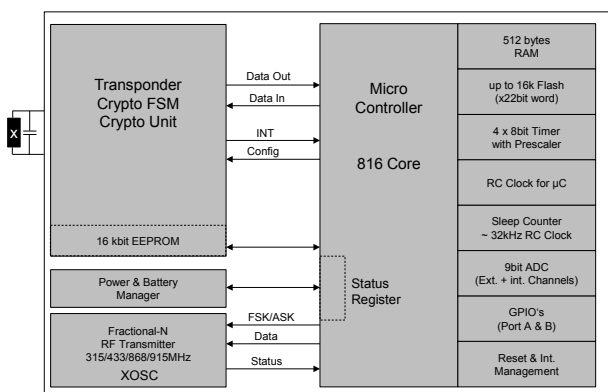 Transponder
Crypto FSM
Crypto Unit
X
16 kbit EEPROM
Power & Battery
Manager
Fractional-N
RF Transmitter
315/433/868/915MHz
XOSC
Data Out
Data In
INT
Config
FSK/ASK
Data
Status
Micro
Controller
816 Core
Status
Register
512 bytes
RAM
up to 16k Flash
(x22bit word)
4 x 8bit Timer
with Prescaler
RC Clock for µC
Sleep Counter
~ 32kHz RC Clock
9bit ADC
(Ext. + int. Channels)
GPIO's
(Port A & B)
Reset & Int.
Management